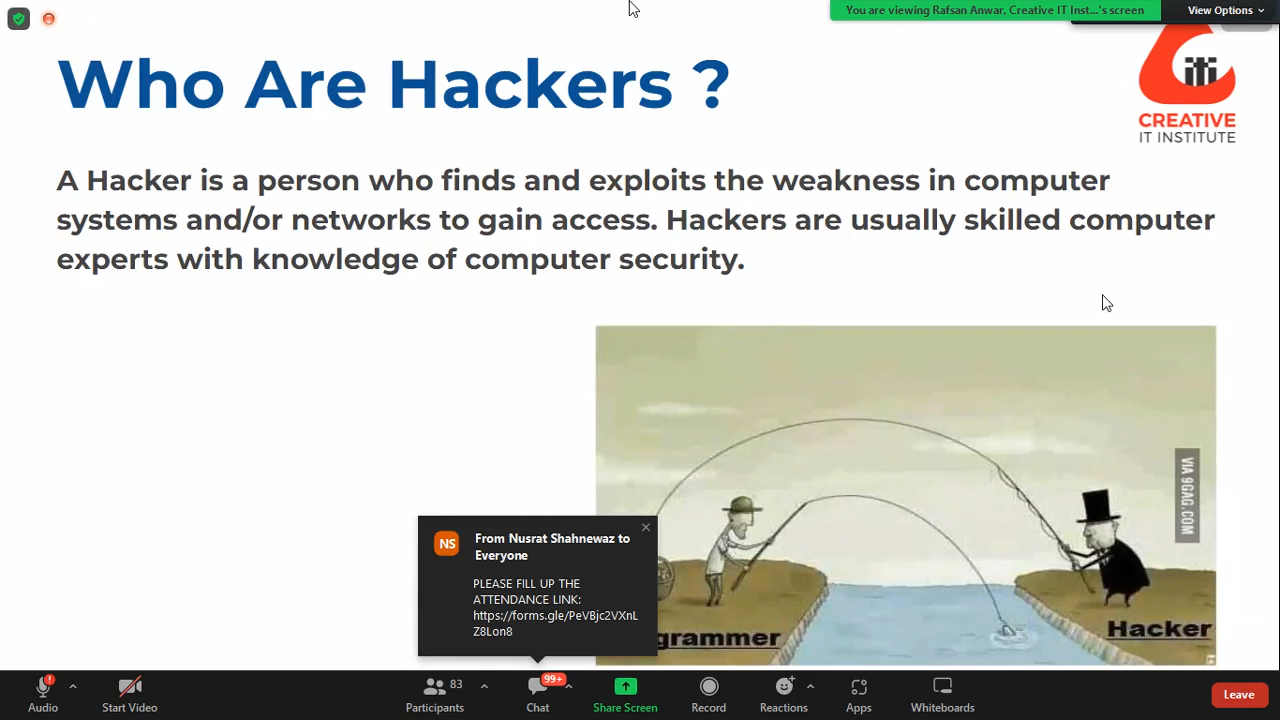 You are viewing Rafsan Anwar, Creative IT Inst...'s screen
View Options
Who Are Hackers ?
iti
CREATIVE
IT INSTITUTE
A Hacker is a person who finds and exploits the weakness in computer
systems and/or networks to gain access. Hackers are usually skilled computer
experts with knowledge of computer security.
VIA 9GAG.COM
NS
From Nusrat Shahnewaz to
Everyone
PLEASE FILL UP THE
ATTENDANCE LINK:
https://forms.gle/PeVBjc2VXnL
Z8Lon8
grammer
Hacker
Audio
Start Video
83
Participants
99+
Chat
Share Screen
Record
Reactions
Apps
Whiteboards
Leave